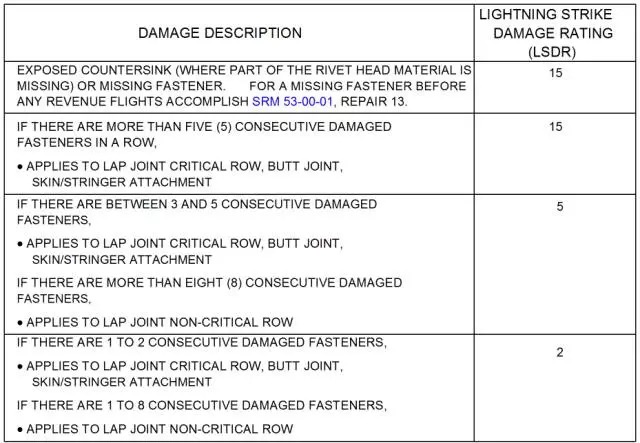 DAMAGE DESCRIPTION
LIGHTNING STRIKE
DAMAGE RATING
(LSDR)
EXPOSED COUNTERSINK (WHERE PART OF THE RIVET HEAD MATERIAL IS
MISSING) OR MISSING FASTENER. FOR A MISSING FASTENER BEFORE
ANY REVENUE FLIGHTS ACCOMPLISH SRM 53-00-01, REPAIR 13.
15
IF THERE ARE MORE THAN FIVE (5) CONSECUTIVE DAMAGED
FASTENERS IN A ROW,
• APPLIES TO LAP JOINT CRITICAL ROW, BUTT JOINT,
SKIN/STRINGER ATTACHMENT
15
IF THERE ARE BETWEEN 3 AND 5 CONSECUTIVE DAMAGED
FASTENERS,
• APPLIES TO LAP JOINT CRITICAL ROW, BUTT JOINT,
SKIN/STRINGER ATTACHMENT
IF THERE ARE MORE THAN EIGHT (8) CONSECUTIVE DAMAGED
FASTENERS,
• APPLIES TO LAP JOINT NON-CRITICAL ROW
5
IF THERE ARE 1 TO 2 CONSECUTIVE DAMAGED FASTENERS,
• APPLIES TO LAP JOINT CRITICAL ROW, BUTT JOINT,
SKIN/STRINGER ATTACHMENT
IF THERE ARE 1 TO 8 CONSECUTIVE DAMAGED FASTENERS,
• APPLIES TO LAP JOINT NON-CRITICAL ROW
2